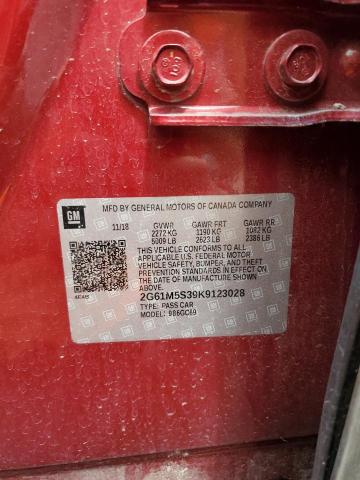 MFD BY GENERAL MOTORS OF CANADA COMPANY
GM
11/18 GVWR GAWR FRT GAWR RR
2272 KG 1190 KG 1082 KG
5009 LB 2623 LB 2386 LB
THIS VEHICLE CONFORMS TO ALL
APPLICABLE U.S. FEDERAL MOTOR
VEHICLE SAFETY, BUMPER, AND THEFT
PREVENTION STANDARDS IN EFFECT ON
THE DATE OF MANUFACTURE SHOWN
ABOVE.
2G61M5S39K9123028
TYPE: PASS CAR
MODEL: 986GC69